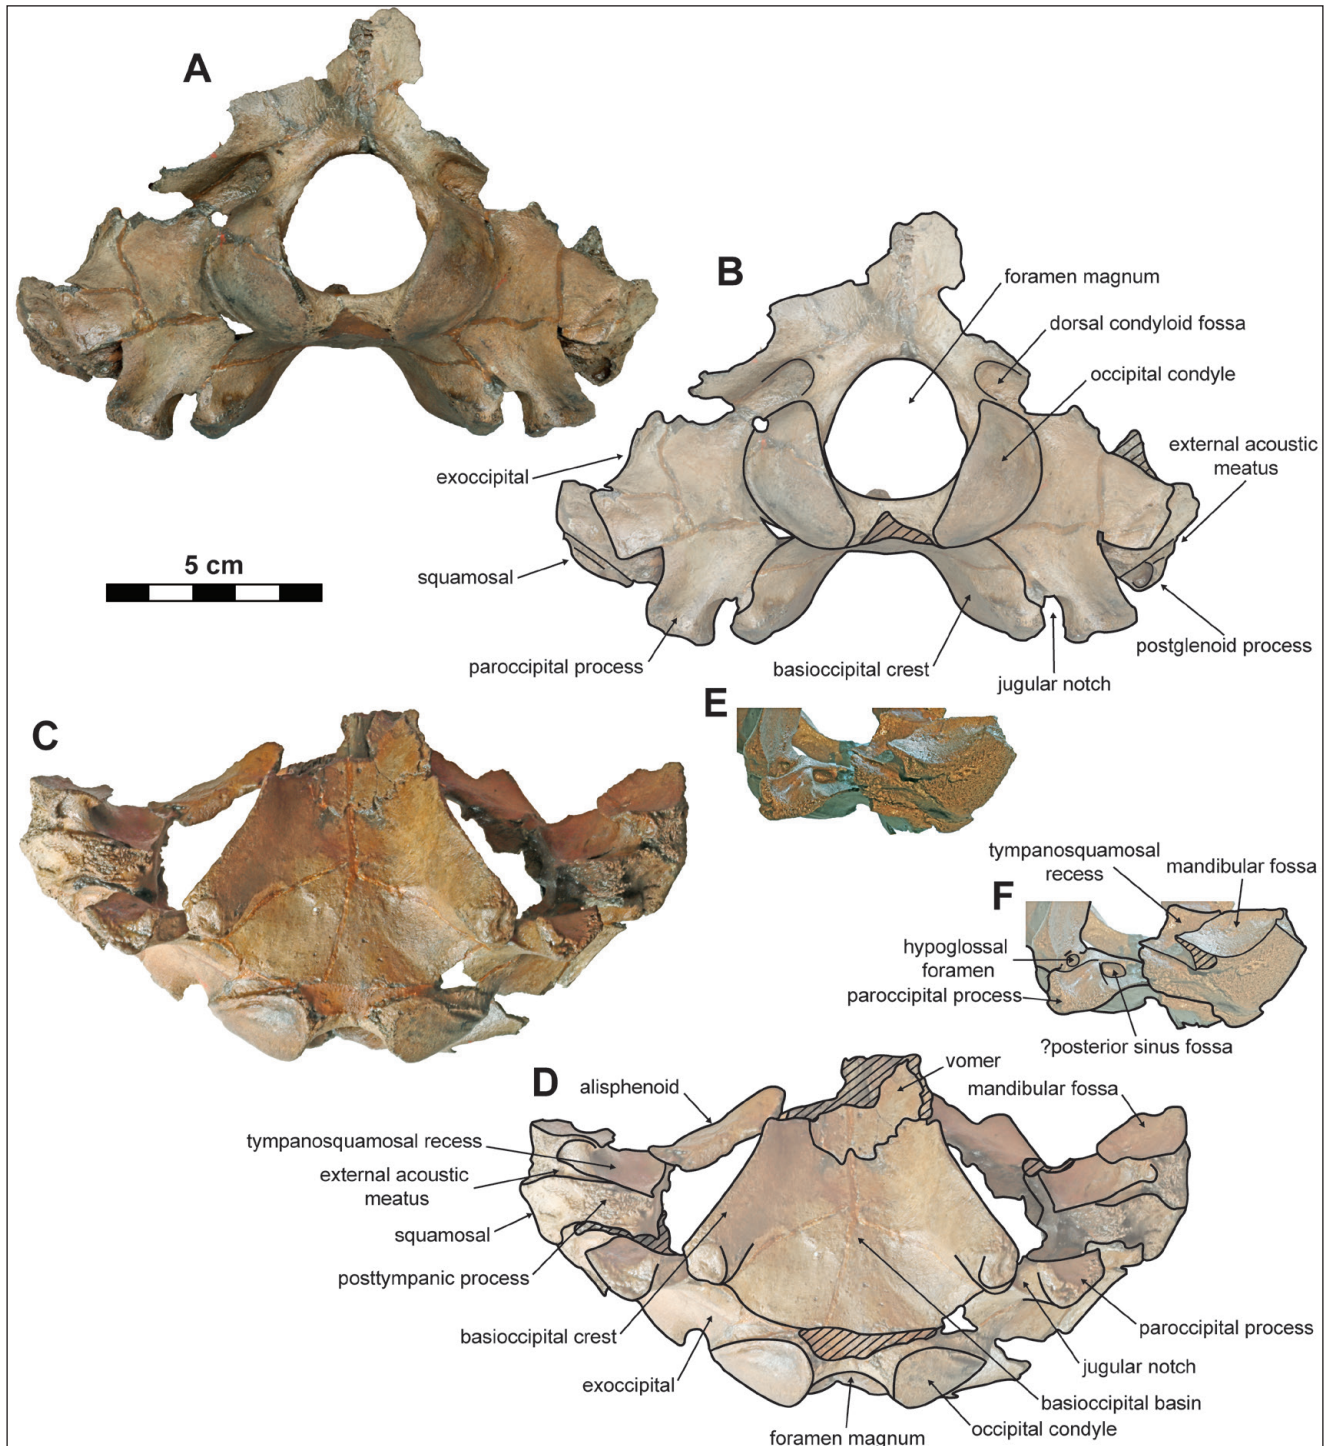 A
B
foramen magnum
dorsal condyloid fossa
occipital condyle
external acoustic
meatus
exoccipital
5 cm
squamosal
postglenoid process
paroccipital process
basioccipital crest
jugular notch
C
E
tympanosquamosal
recess
mandibular fossa
F
hypoglossal
foramen
paroccipital process
?posterior sinus fossa
D
vomer
alisphenoid
mandibular fossa
tympanosquamosal recess
external acoustic
meatus
squamosal
posttympanic process
basioccipital crest
paroccipital process
jugular notch
exoccipital
basioccipital basin
occipital condyle
foramen magnum